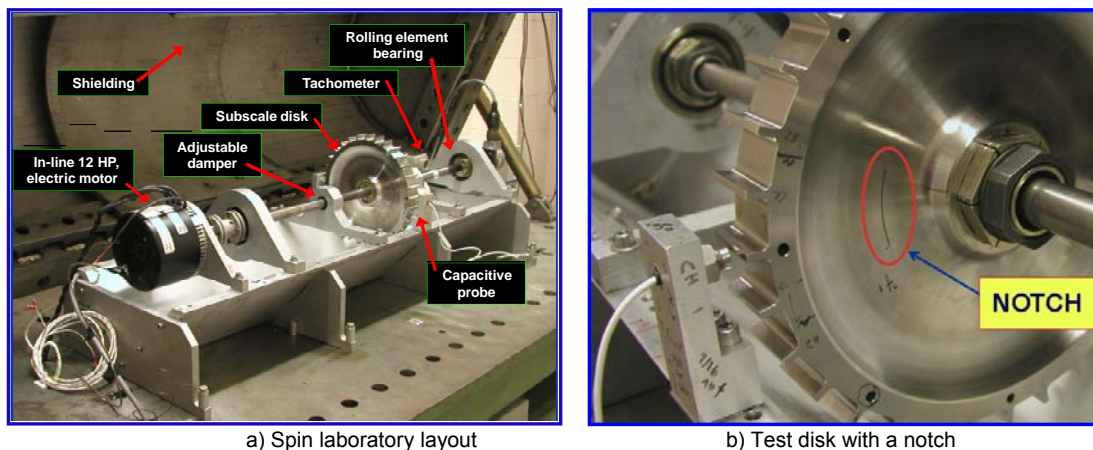 Rolling element
bearing
Shielding
Tachometer
Subscale disk
Adjustable
damper
In-line 12 HP,
electric motor
Capacitive
probe
CH 1
NOTCH
a) Spin laboratory layout
b) Test disk with a notch